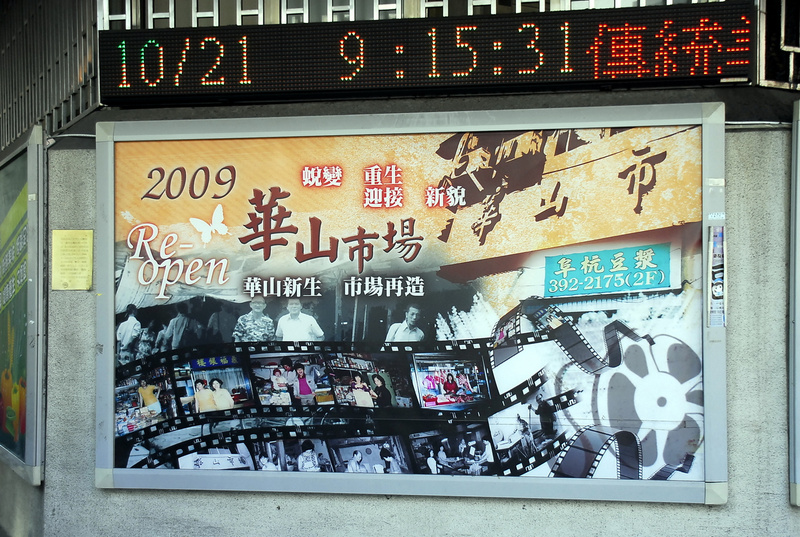 10/21 9:15:31 傳統
2009
蛻變 重生
迎接 新貌
華山市
Re-open
華山市場
華山新生 市場再造
阜杭豆漿
392-2175(2F)